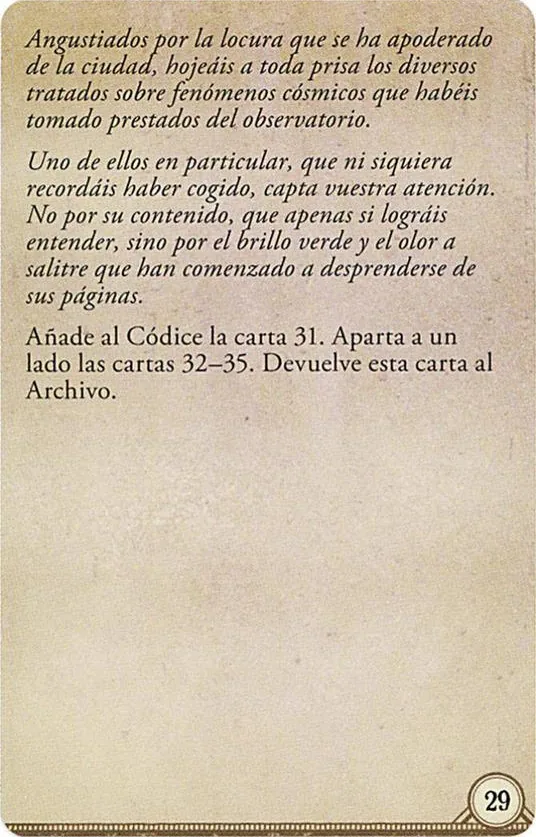 Angustiados por la locura que se ha apoderado
de la ciudad, hojeáis a toda prisa los diversos
tratados sobre fenómenos cósmicos que habéis
tomado prestados del observatorio.
Uno de ellos en particular, que ni siquiera
recordáis haber cogido, capta vuestra atención.
No por su contenido, que apenas si lográis
entender, sino por el brillo verde y el olor a
salitre que han comenzado a desprenderse de
sus páginas.
Añade al Códice la carta 31. Aparta a un
lado las cartas 32–35. Devuelve esta carta al
Archivo.
29